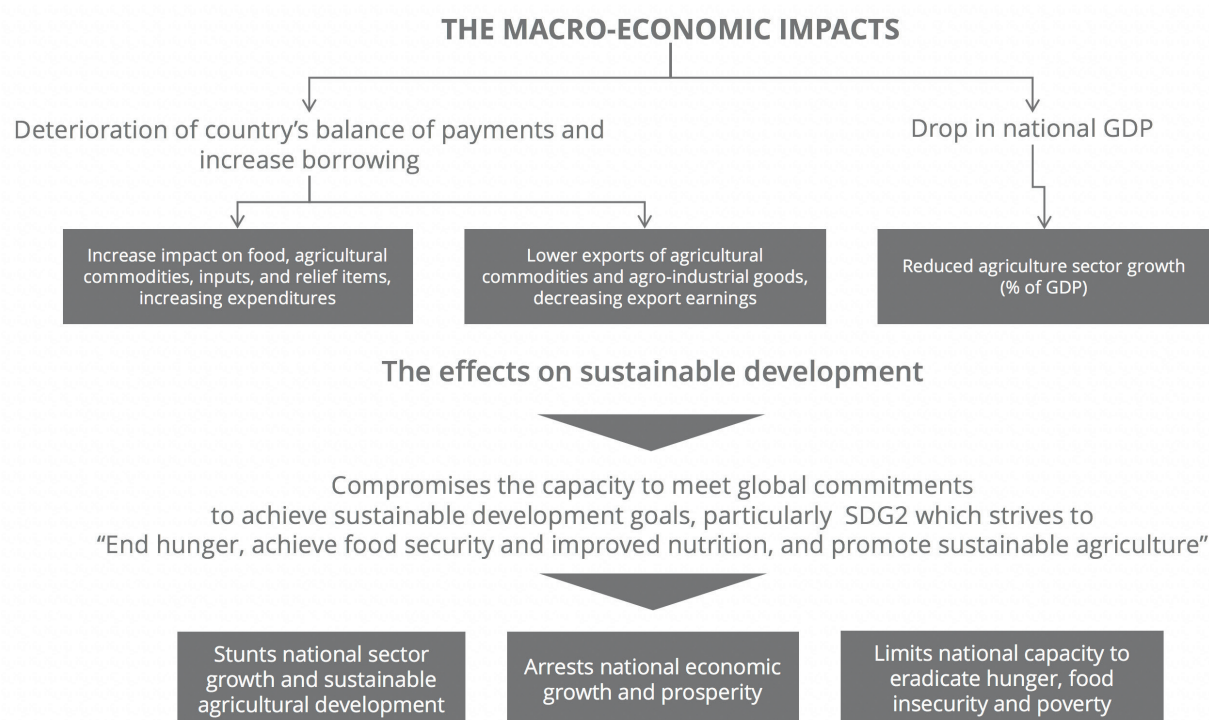 THE MACRO-ECONOMIC IMPACTS
Deterioration of country's balance of payments and
increase borrowing
Drop in national GDP
Increase impact on food, agricultural
commodities, inputs, and relief items,
increasing expenditures
Lower exports of agricultural
commodities and agro-industrial goods,
decreasing export earnings
Reduced agriculture sector growth
(% of GDP)
The effects on sustainable development
Compromises the capacity to meet global commitments
to achieve sustainable development goals, particularly SDG2 which strives to
“End hunger, achieve food security and improved nutrition, and promote sustainable agriculture”
Stunts national sector
growth and sustainable
agricultural development
Arrests national economic
growth and prosperity
Limits national capacity to
eradicate hunger, food
insecurity and poverty